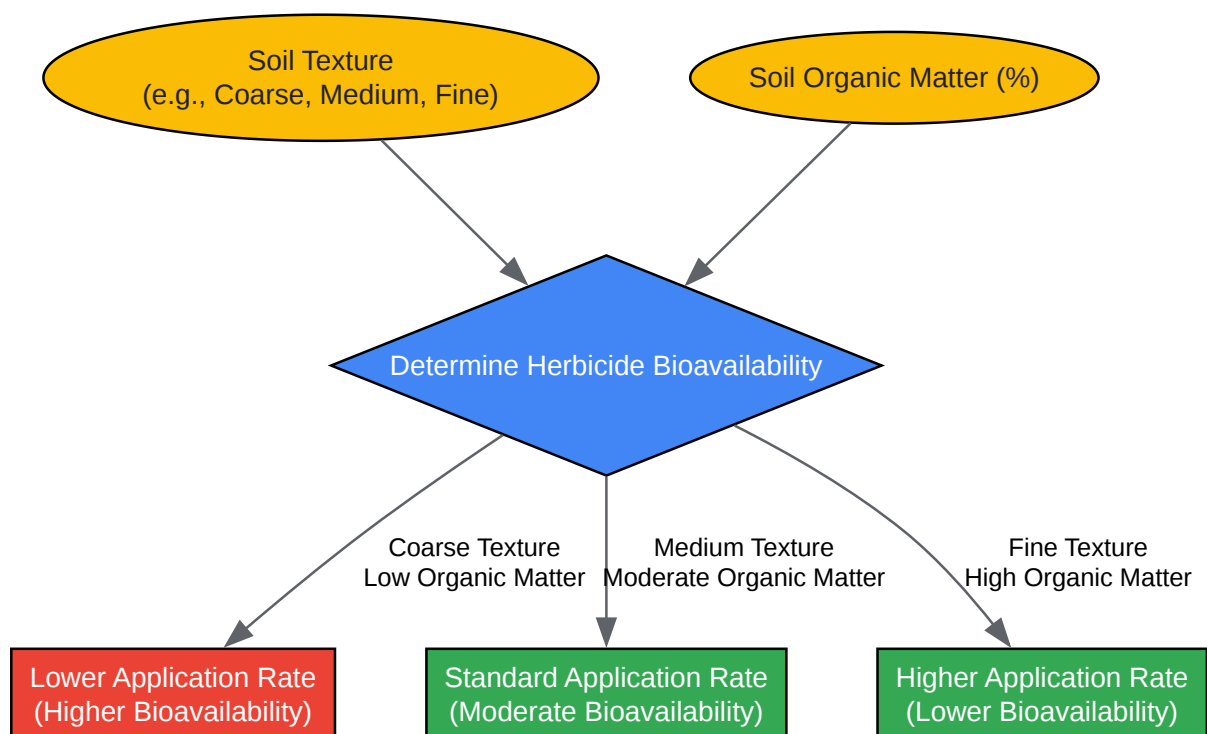 Soil Texture
(e.g., Coarse, Medium, Fine)
Soil Organic Matter (%)
Determine Herbicide Bioavailability
Coarse Texture
Low Organic Matter
Medium Texture
Moderate Organic Matter
Fine Texture
High Organic Matter
Lower Application Rate
(Higher Bioavailability)
Standard Application Rate
(Moderate Bioavailability)
Higher Application Rate
(Lower Bioavailability)